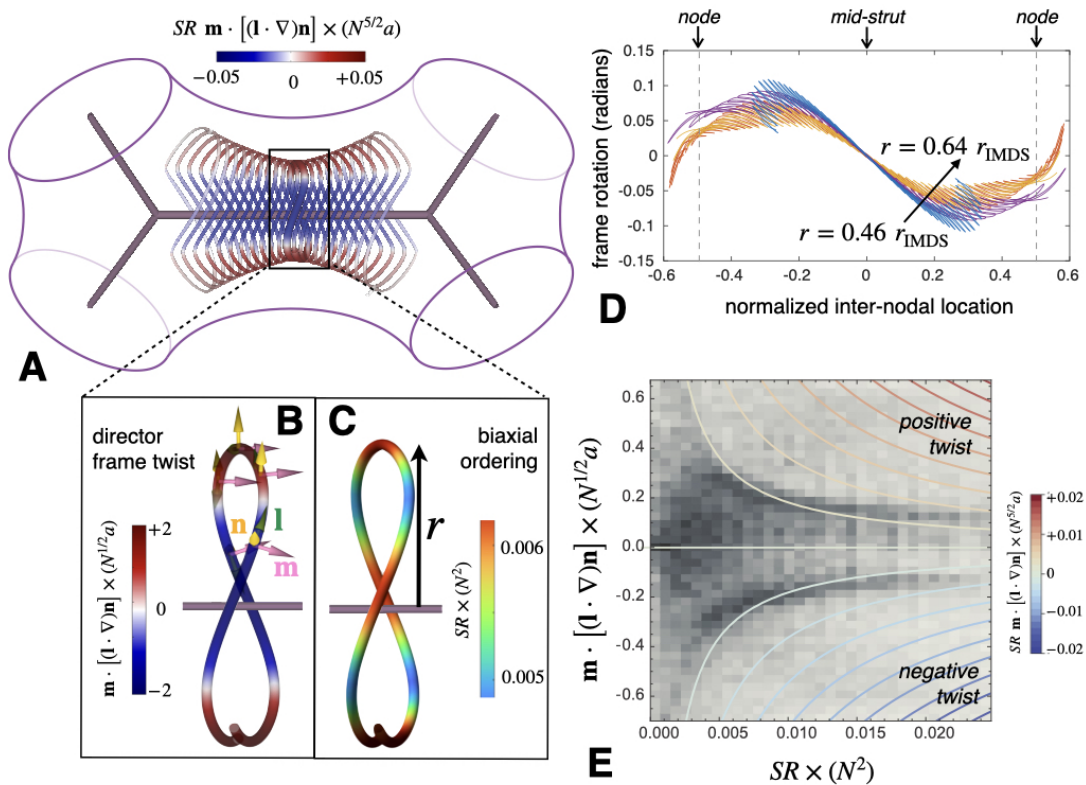 SR m · [(l · ∇)n] × (N^{5/2}a)
−0.05 0 +0.05
A
B
director
frame twist
m · [(l · ∇)n] × (N^{1/2}a)
+2
0
−2
n
l
m
C
biaxial
ordering
r
SR × (N²)
0.006
0.005
node mid-strut node
frame rotation (radians)
0.15
0.1
0.05
0
-0.05
-0.1
0.15
r = 0.64 r_IMDS
r = 0.46 r_IMDS
-0.6 -0.4 -0.2 0 0.2 0.4 0.6
normalized inter-nodal location
D
m · [(l · ∇)n] × (N^{1/2}a)
0.6
0.4
0.2
0.0
-0.2
-0.4
-0.6
positive
twist
negative
twist
0.000 0.005 0.010 0.015 0.020
SR × (N²)
E
SR m · [(l · ∇)n] × (N^{5/2}a)
+0.02
+0.01
0
−0.01
−0.02